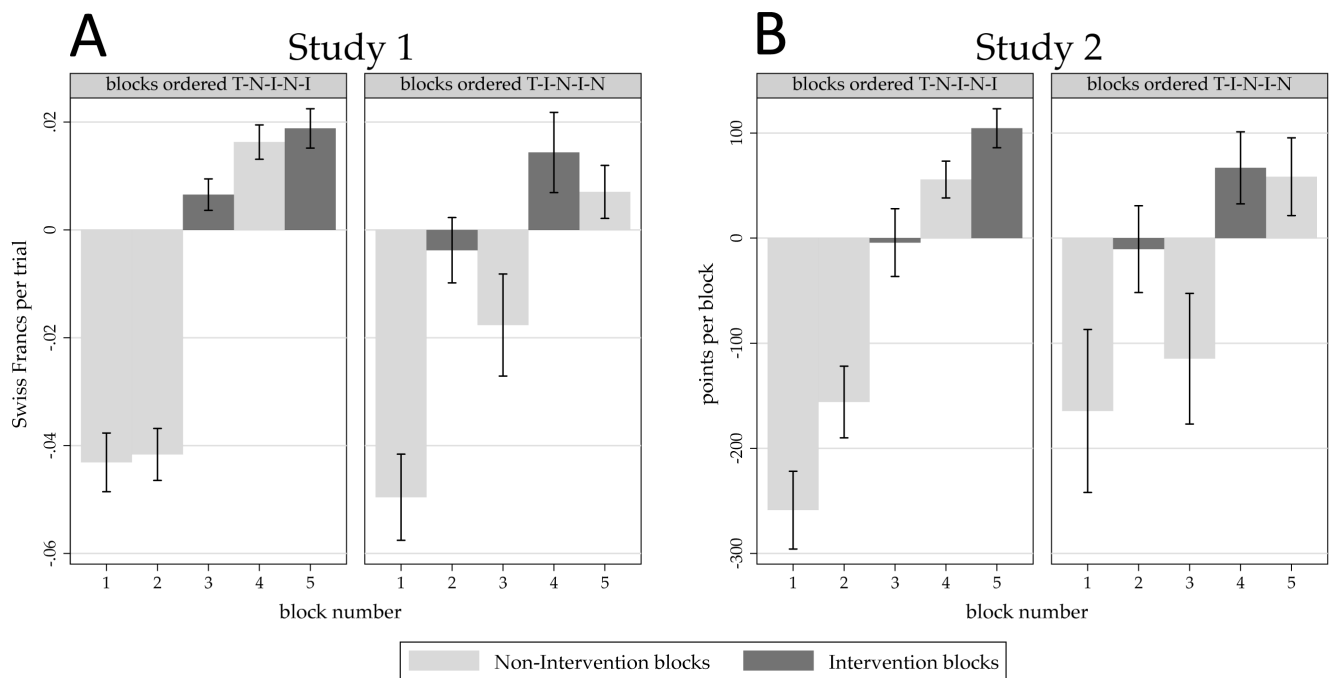 A
Study 1
blocks ordered T-N-I-N-I
blocks ordered T-I-N-I-N
Swiss Francs per trial
.02
0
-.02
-.04
-.06
1 2 3 4 5
1 2 3 4 5
block number
B
Study 2
blocks ordered T-N-I-N-I
blocks ordered T-I-N-I-N
points per block
100
0
-100
-200
-300
1 2 3 4 5
1 2 3 4 5
block number
Non-Intervention blocks
Intervention blocks